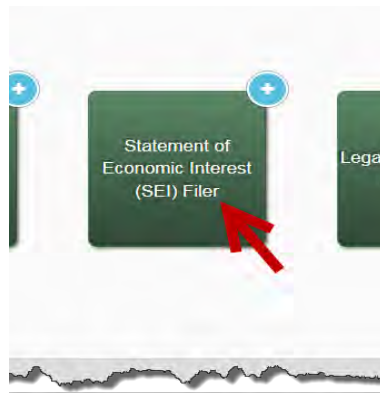 Statement of
Economic Interest
(SEI) Filer
Lega